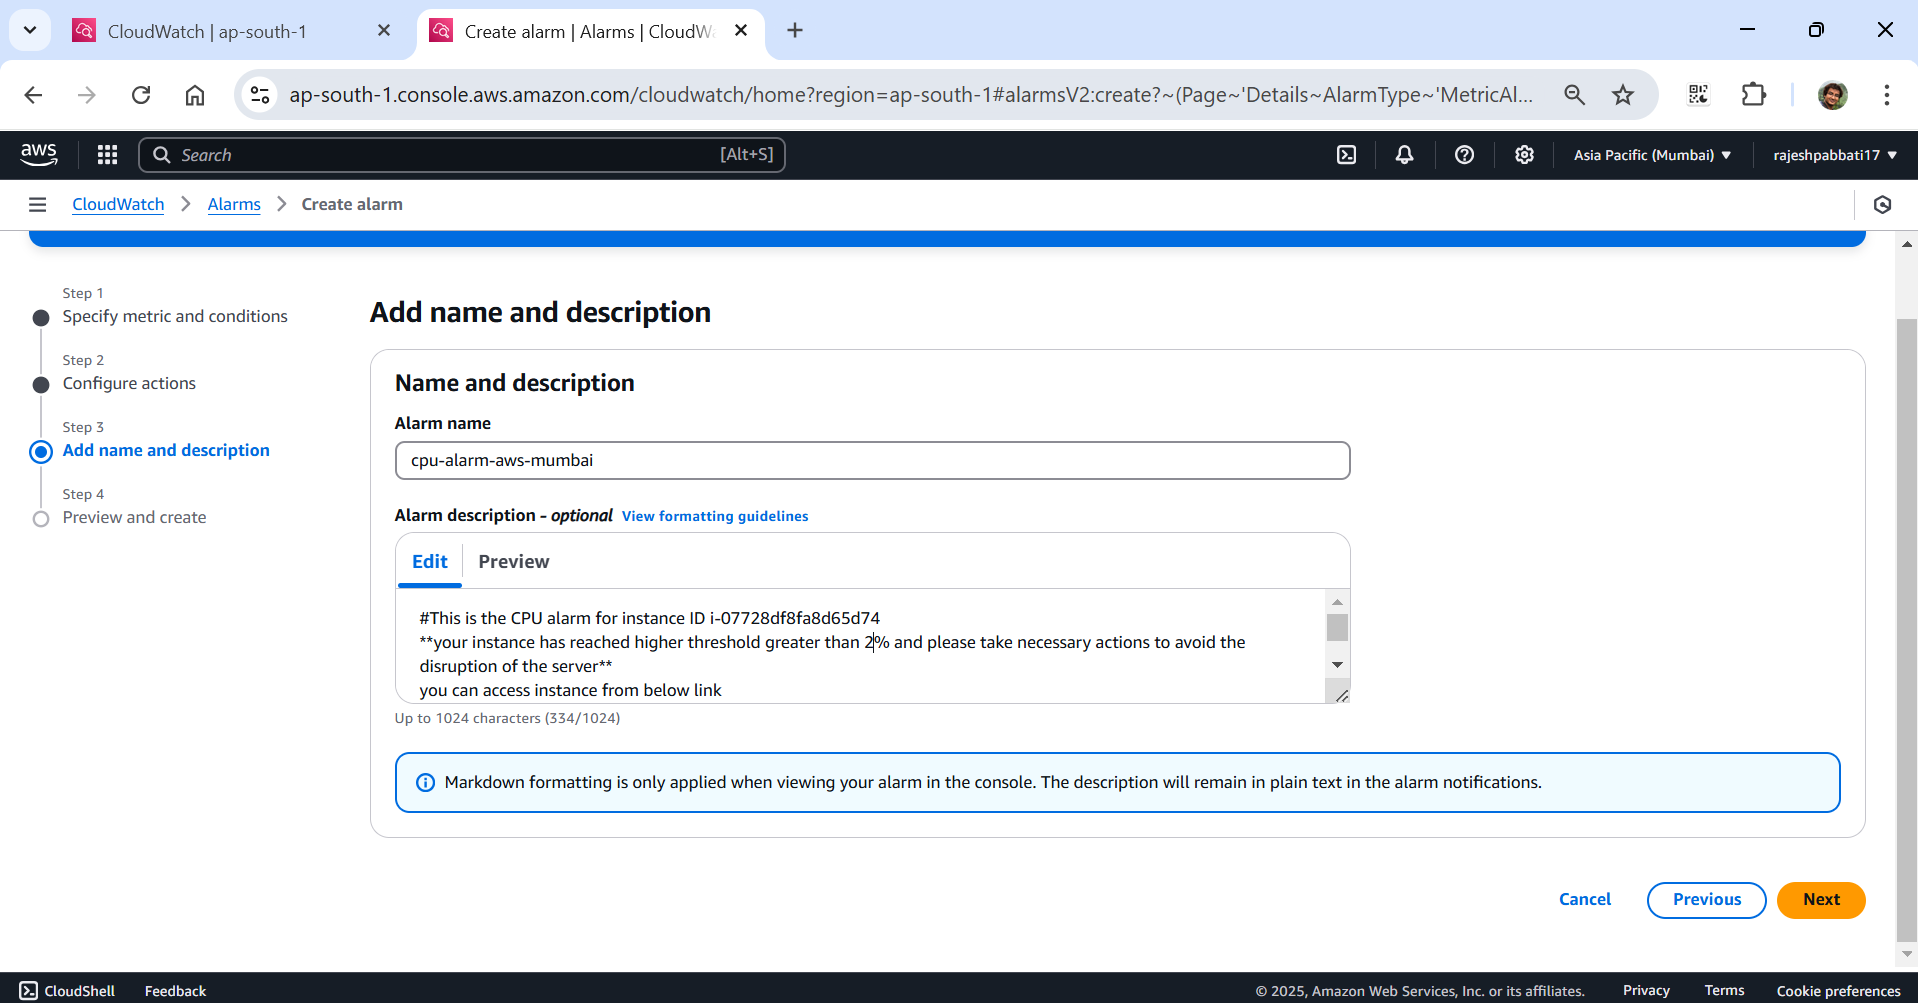 CloudWatch | ap-south-1
Create alarm | Alarms | CloudW
ap-south-1.console.aws.amazon.com/cloudwatch/home?region=ap-south-1#alarmsV2:create?~(Page~'Details~AlarmType~'MetricAl...
aws
Search
[Alt+S]
Asia Pacific (Mumbai)
rajeshpabbati17
CloudWatch
Alarms
Create alarm
Step 1
Specify metric and conditions
Step 2
Configure actions
Step 3
Add name and description
Step 4
Preview and create
Add name and description
Name and description
Alarm name
cpu-alarm-aws-mumbai
Alarm description - optional View formatting guidelines
Edit
Preview
#This is the CPU alarm for instance ID i-07728df8fa8d65d74
**your instance has reached higher threshold greater than 2% and please take necessary actions to avoid the
disruption of the server**
you can access instance from below link
Up to 1024 characters (334/1024)
Markdown formatting is only applied when viewing your alarm in the console. The description will remain in plain text in the alarm notifications.
Cancel
Previous
Next
CloudShell
Feedback
© 2025, Amazon Web Services, Inc. or its affiliates.
Privacy
Terms
Cookie preferences